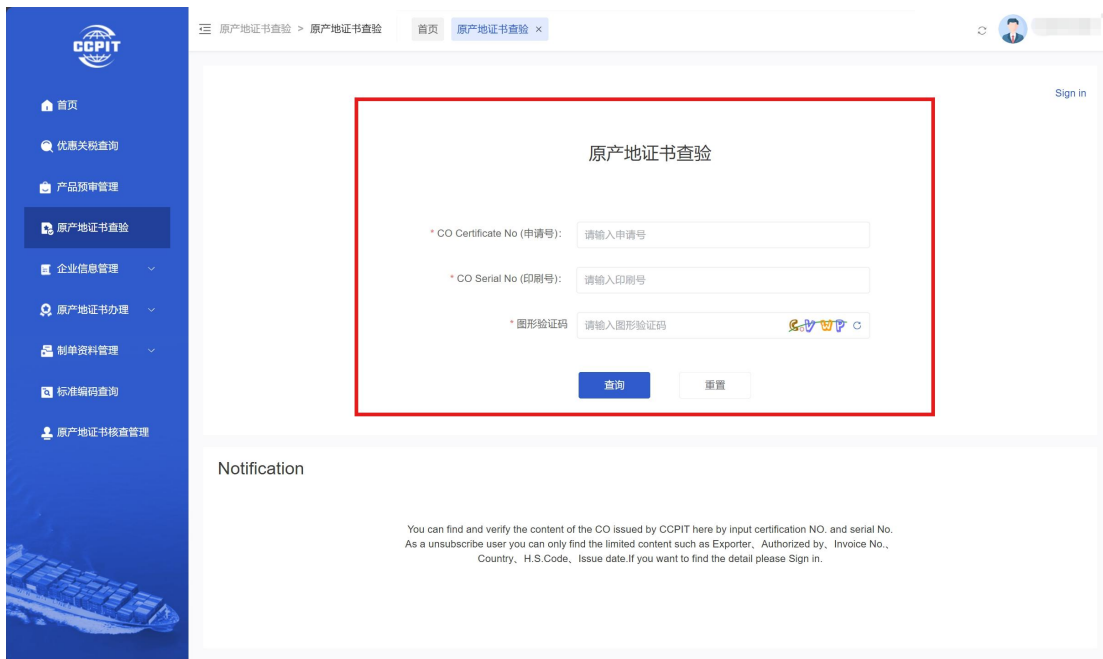 CCPIT
首页
优惠关税查询
产品预审管理
原产地证书查验
企业信息管理
原产地证书办理
制单资料管理
标准编码查询
原产地证书核查管理
原产地证书查验 > 原产地证书查验
首页 原产地证书查验 ×
Sign in
原产地证书查验
* CO Certificate No (申请号): 请输入申请号
* CO Serial No (印刷号): 请输入印刷号
* 图形验证码 请输入图形验证码
查询 重置
Notification
You can find and verify the content of the CO issued by CCPIT here by input certification NO. and serial No.
As a unsubscribe user you can only find the limited content such as Exporter、Authorized by、Invoice No.、
Country、H.S.Code、Issue date.If you want to find the detail please Sign in.